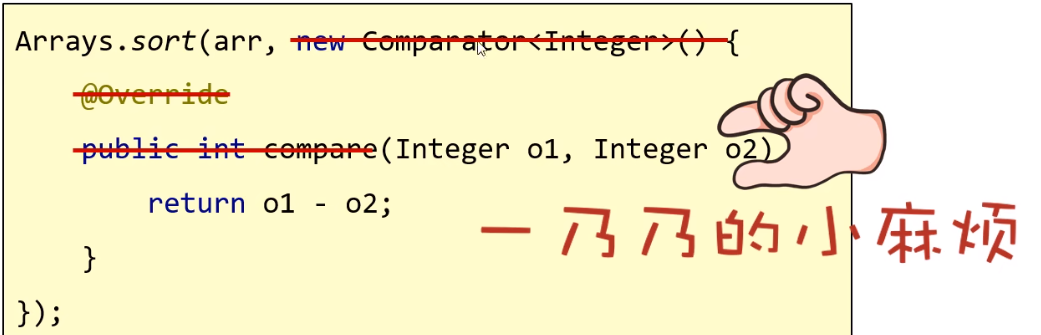 Arrays.sort(arr, new Comparator<Integer>() {
@Override
public int compare(Integer o1, Integer o2)
return o1 - o2;
一乃乃的小麻烦
}
});